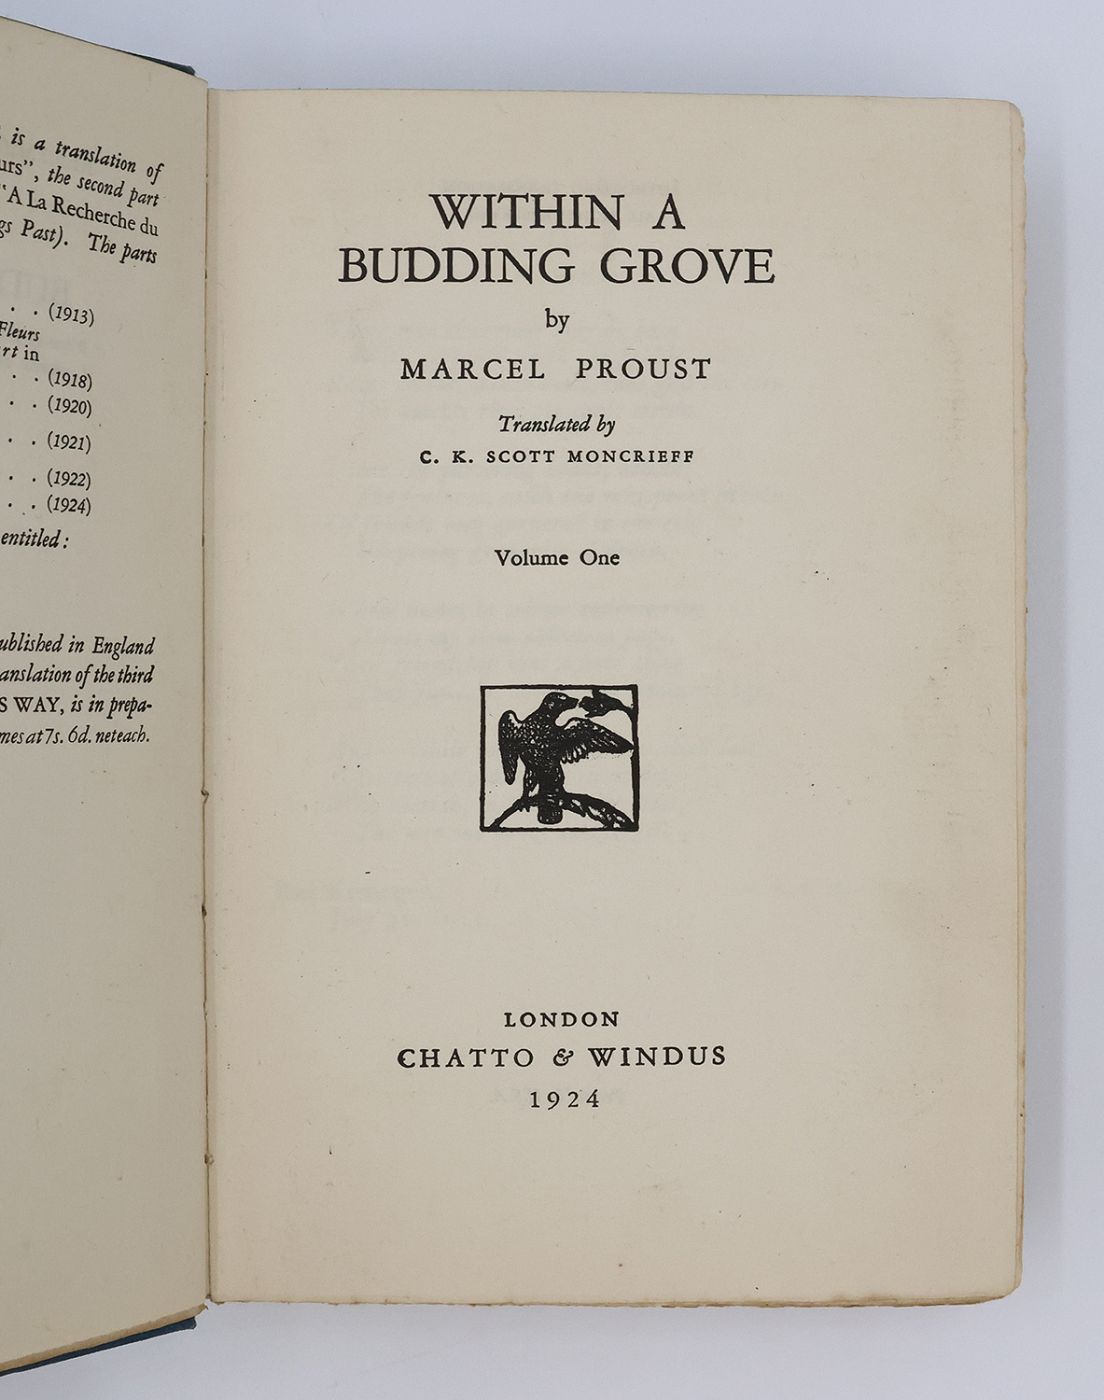 is a translation of
urs", the second part
"A La Recherche du
gs Past). The parts
. . (1913)
Fleurs
rt in
. . (1918)
. . (1920)
. . (1921)
. . (1922)
. . (1924)
entitled :
ublished in England
anslation of the third
S WAY, is in prepa-
mes at 7s. 6d. net each.
WITHIN A
BUDDING GROVE
by
MARCEL PROUST
Translated by
C. K. SCOTT MONCRIEFF
Volume One
LONDON
CHATTO & WINDUS
1924